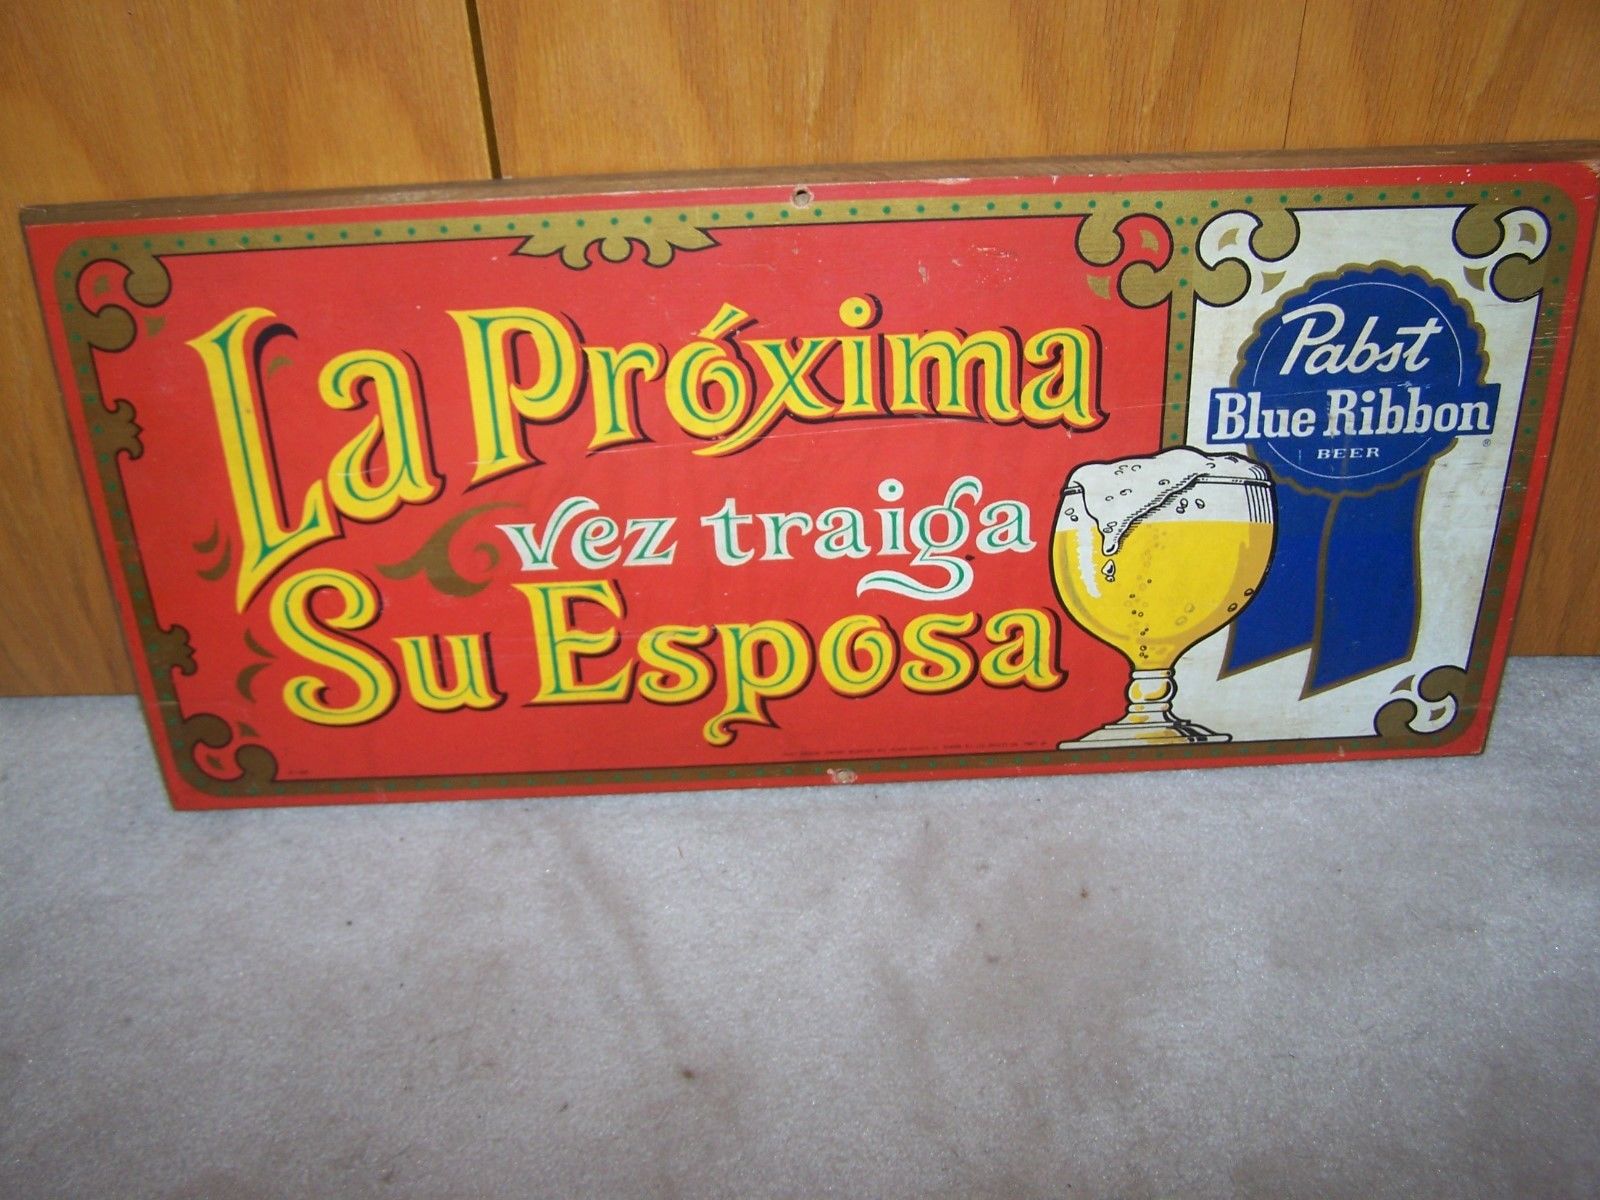 La Próxima
vez traiga
Su Esposa
Pabst
Blue Ribbon
BEER
®